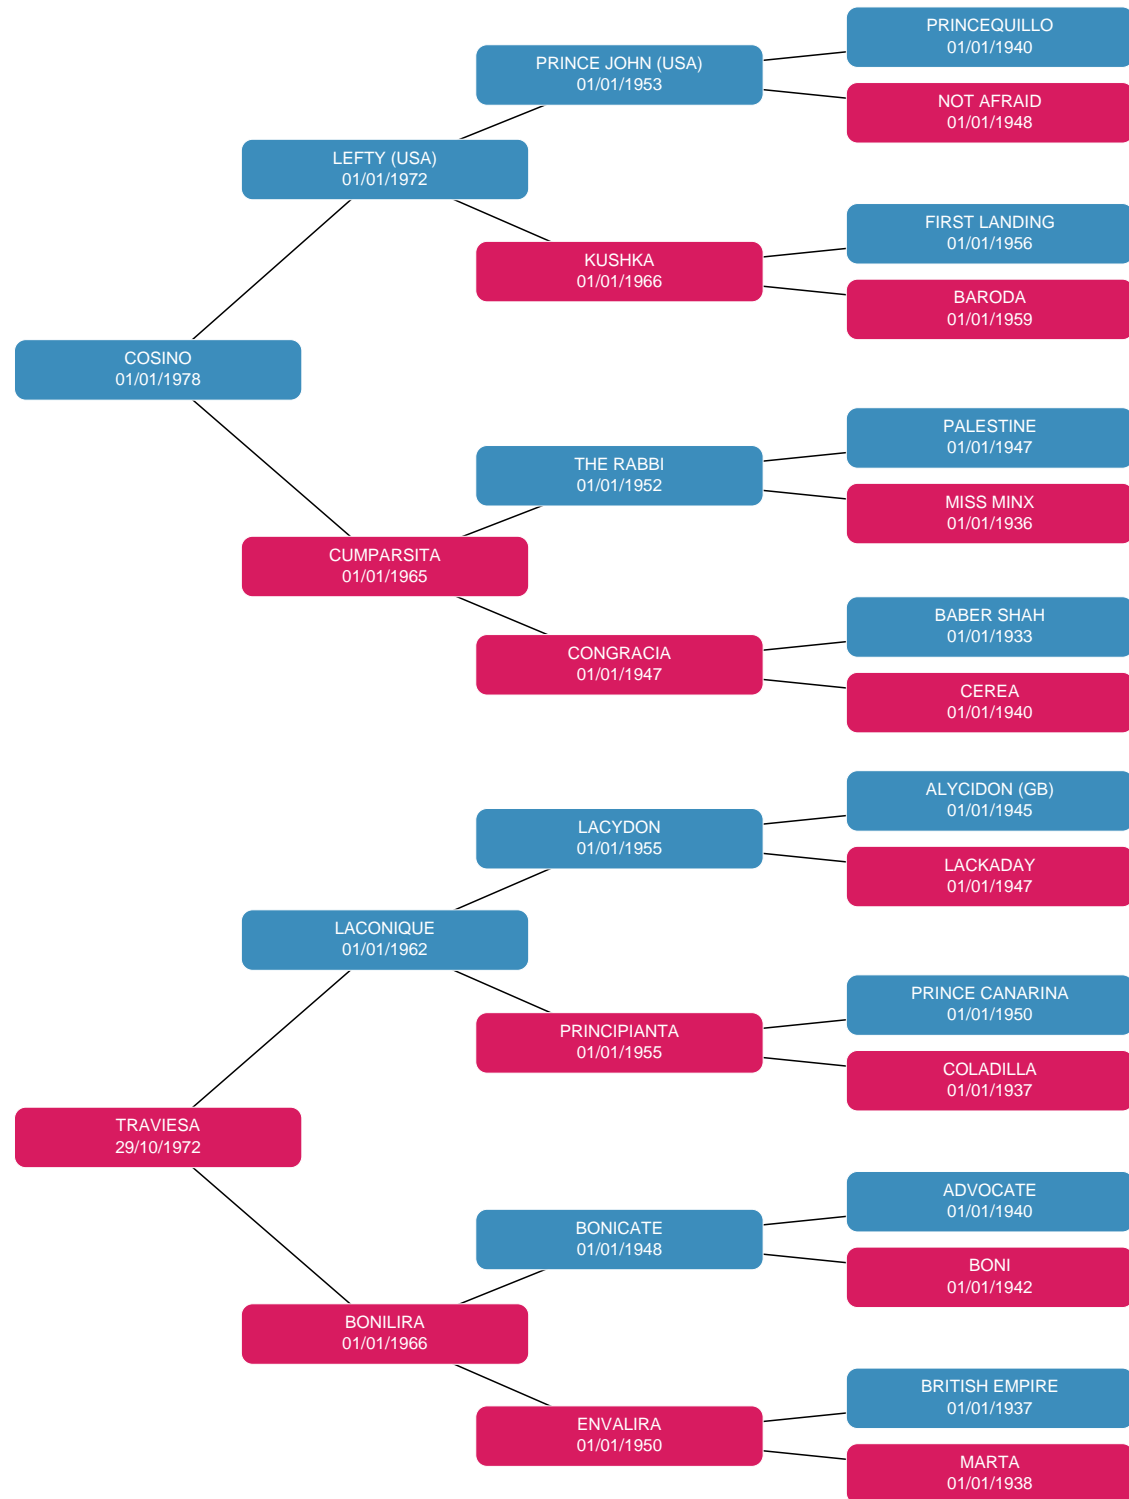 PRINCEQUILLO
01/01/1940
PRINCE JOHN (USA)
01/01/1953
NOT AFRAID
01/01/1948
LEFTY (USA)
01/01/1972
FIRST LANDING
01/01/1956
KUSHKA
01/01/1966
BARODA
01/01/1959
COSINO
01/01/1978
PALESTINE
01/01/1947
THE RABBI
01/01/1952
MISS MINX
01/01/1936
CUMPARSITA
01/01/1965
BABER SHAH
01/01/1933
CONGRACIA
01/01/1947
CEREA
01/01/1940
ALYCIDON (GB)
01/01/1945
LACYDON
01/01/1955
LACKADAY
01/01/1947
LACONIQUE
01/01/1962
PRINCE CANARINA
01/01/1950
PRINCIPIANTA
01/01/1955
COLADILLA
01/01/1937
TRAVIESA
29/10/1972
ADVOCATE
01/01/1940
BONICATE
01/01/1948
BONI
01/01/1942
BONILIRA
01/01/1966
BRITISH EMPIRE
01/01/1937
ENVALIRA
01/01/1950
MARTA
01/01/1938